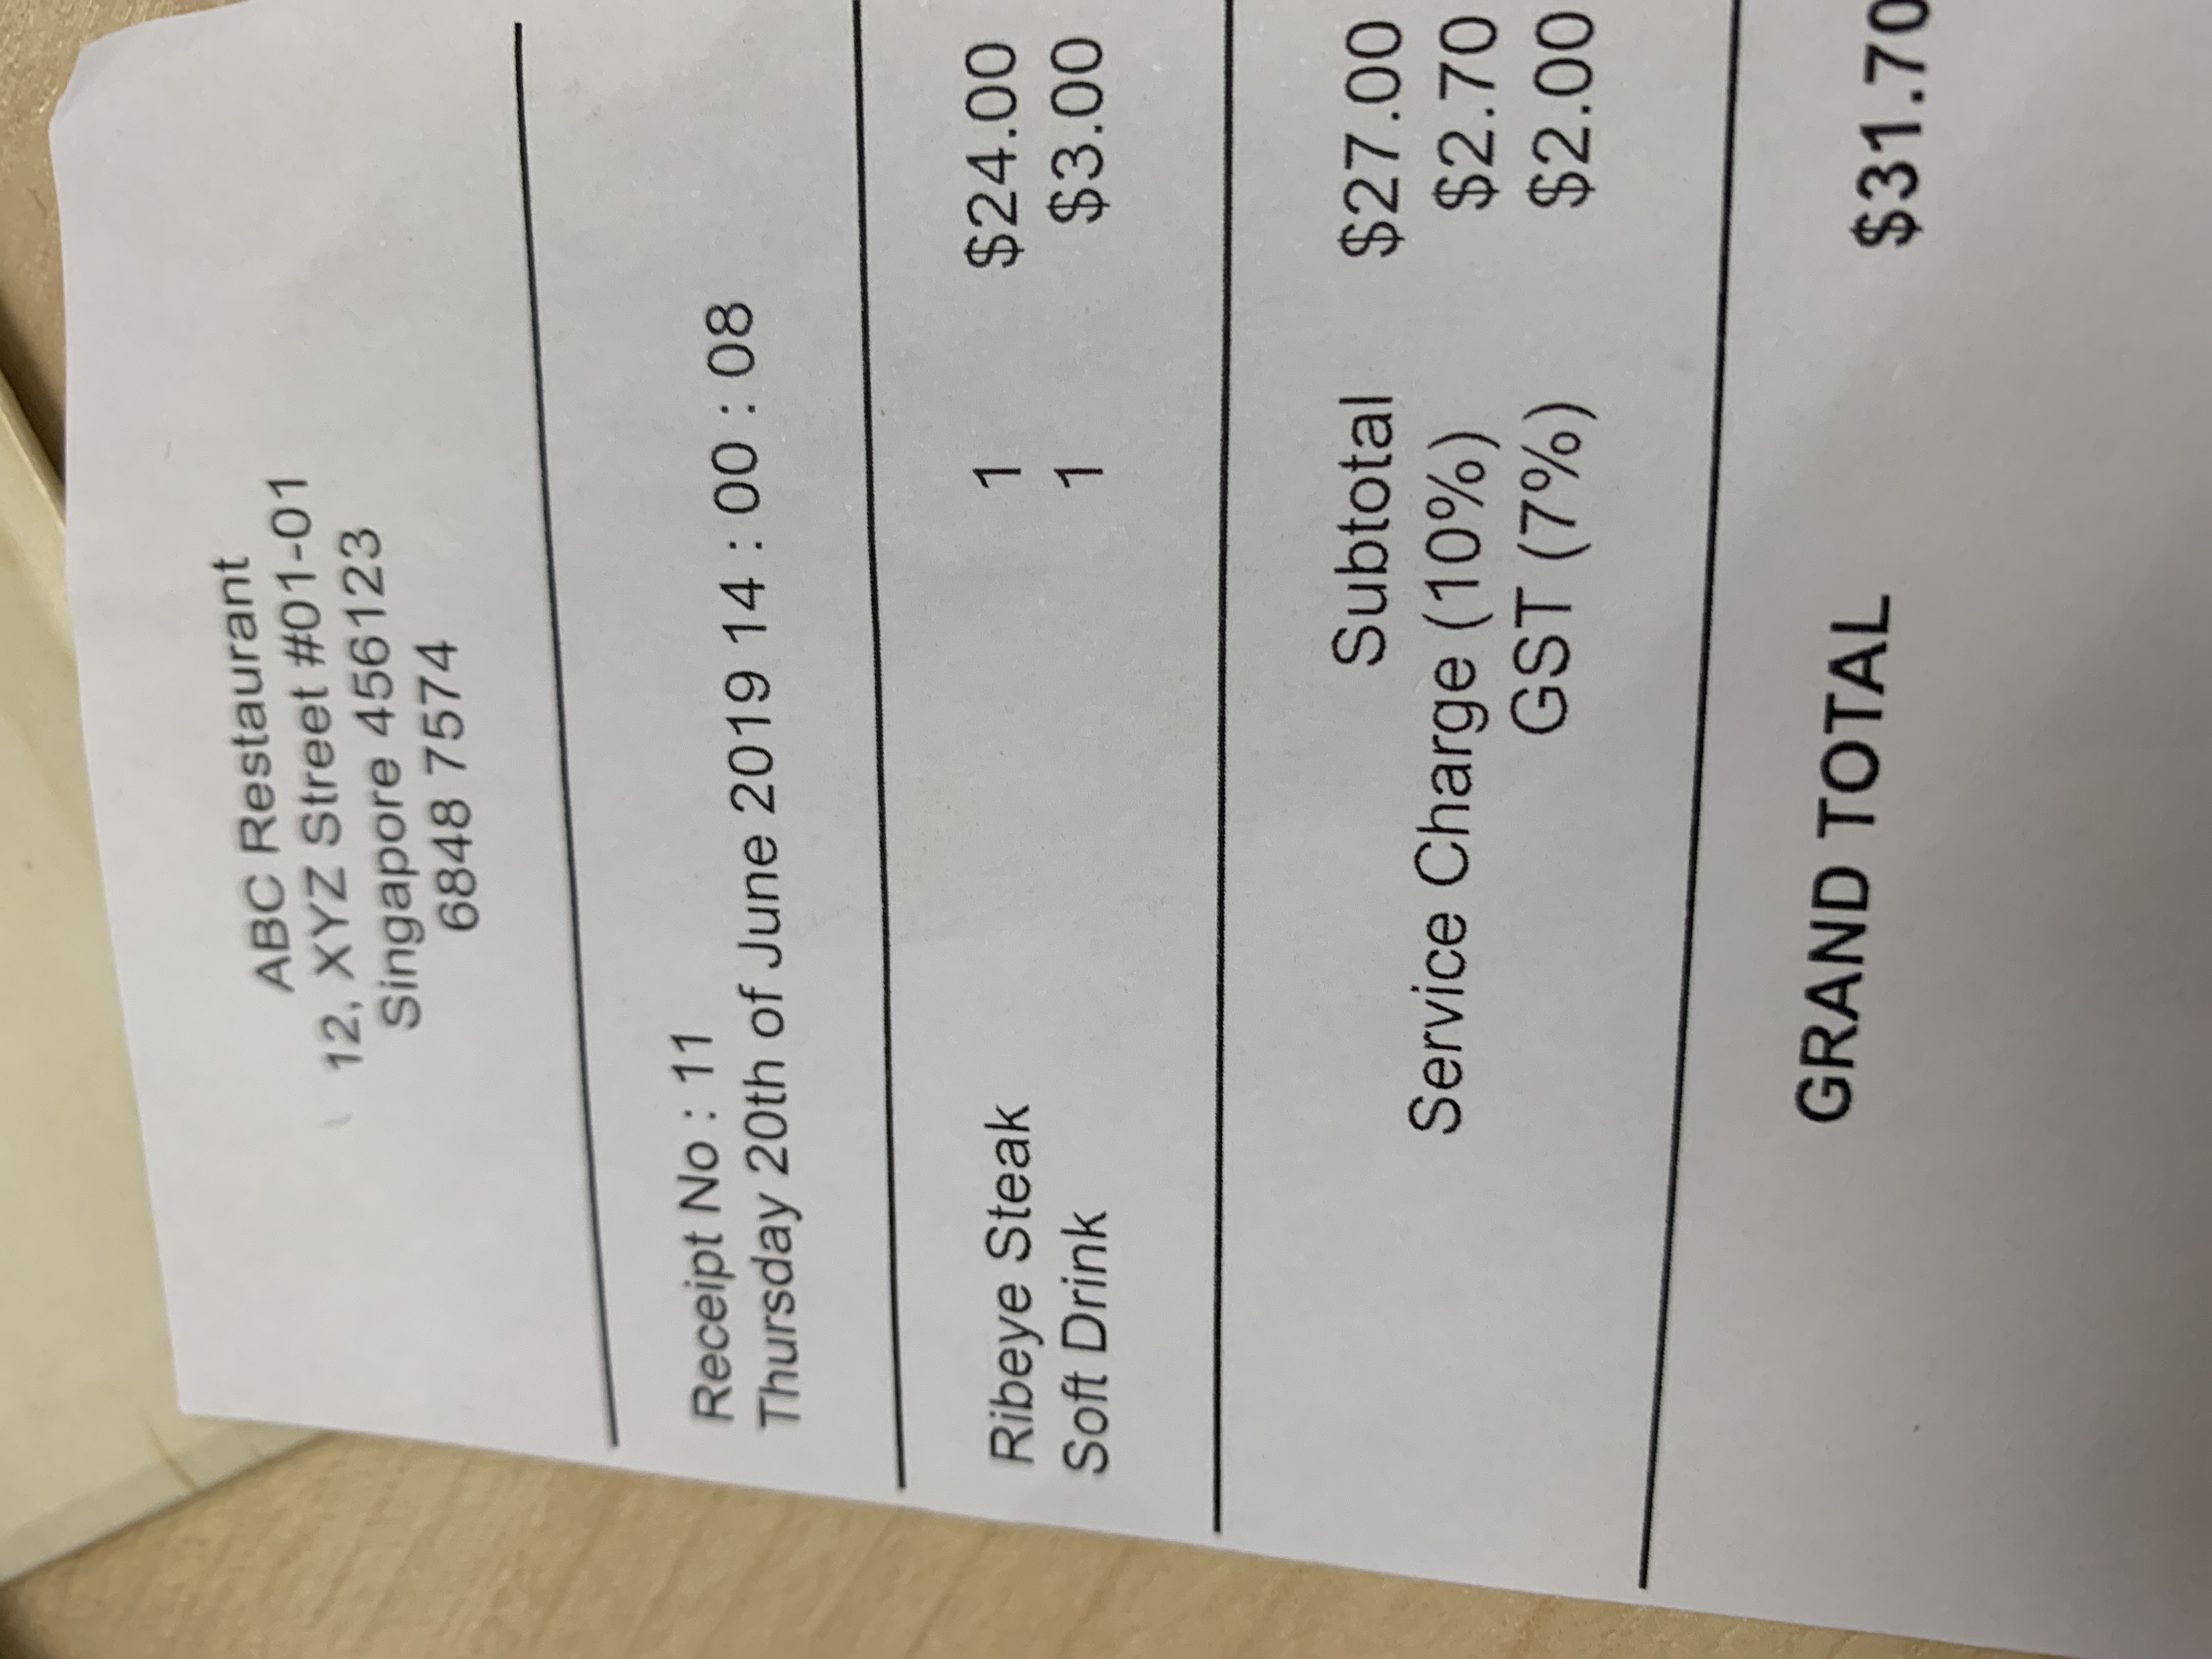 ABC Restaurant
12, XYZ Street #01-01
Singapore 456123
6848 7574
Receipt No : 11
Thursday 20th of June 2019 14 : 00 : 08
Ribeye Steak 1 $24.00
Soft Drink 1 $3.00
Subtotal $27.00
Service Charge (10%) $2.70
GST (7%) $2.00
GRAND TOTAL $31.70